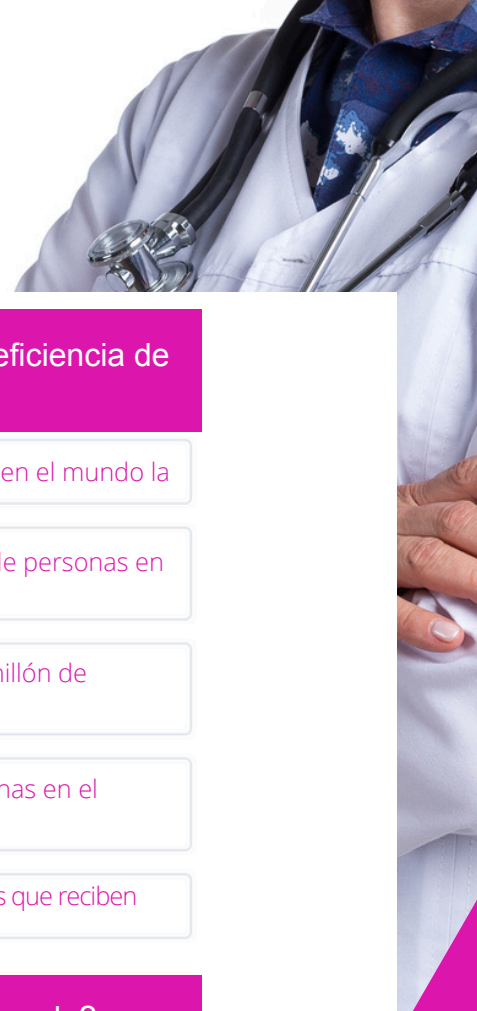 eficiencia de
en el mundo la
de personas en
millón de
nas en el
s que reciben